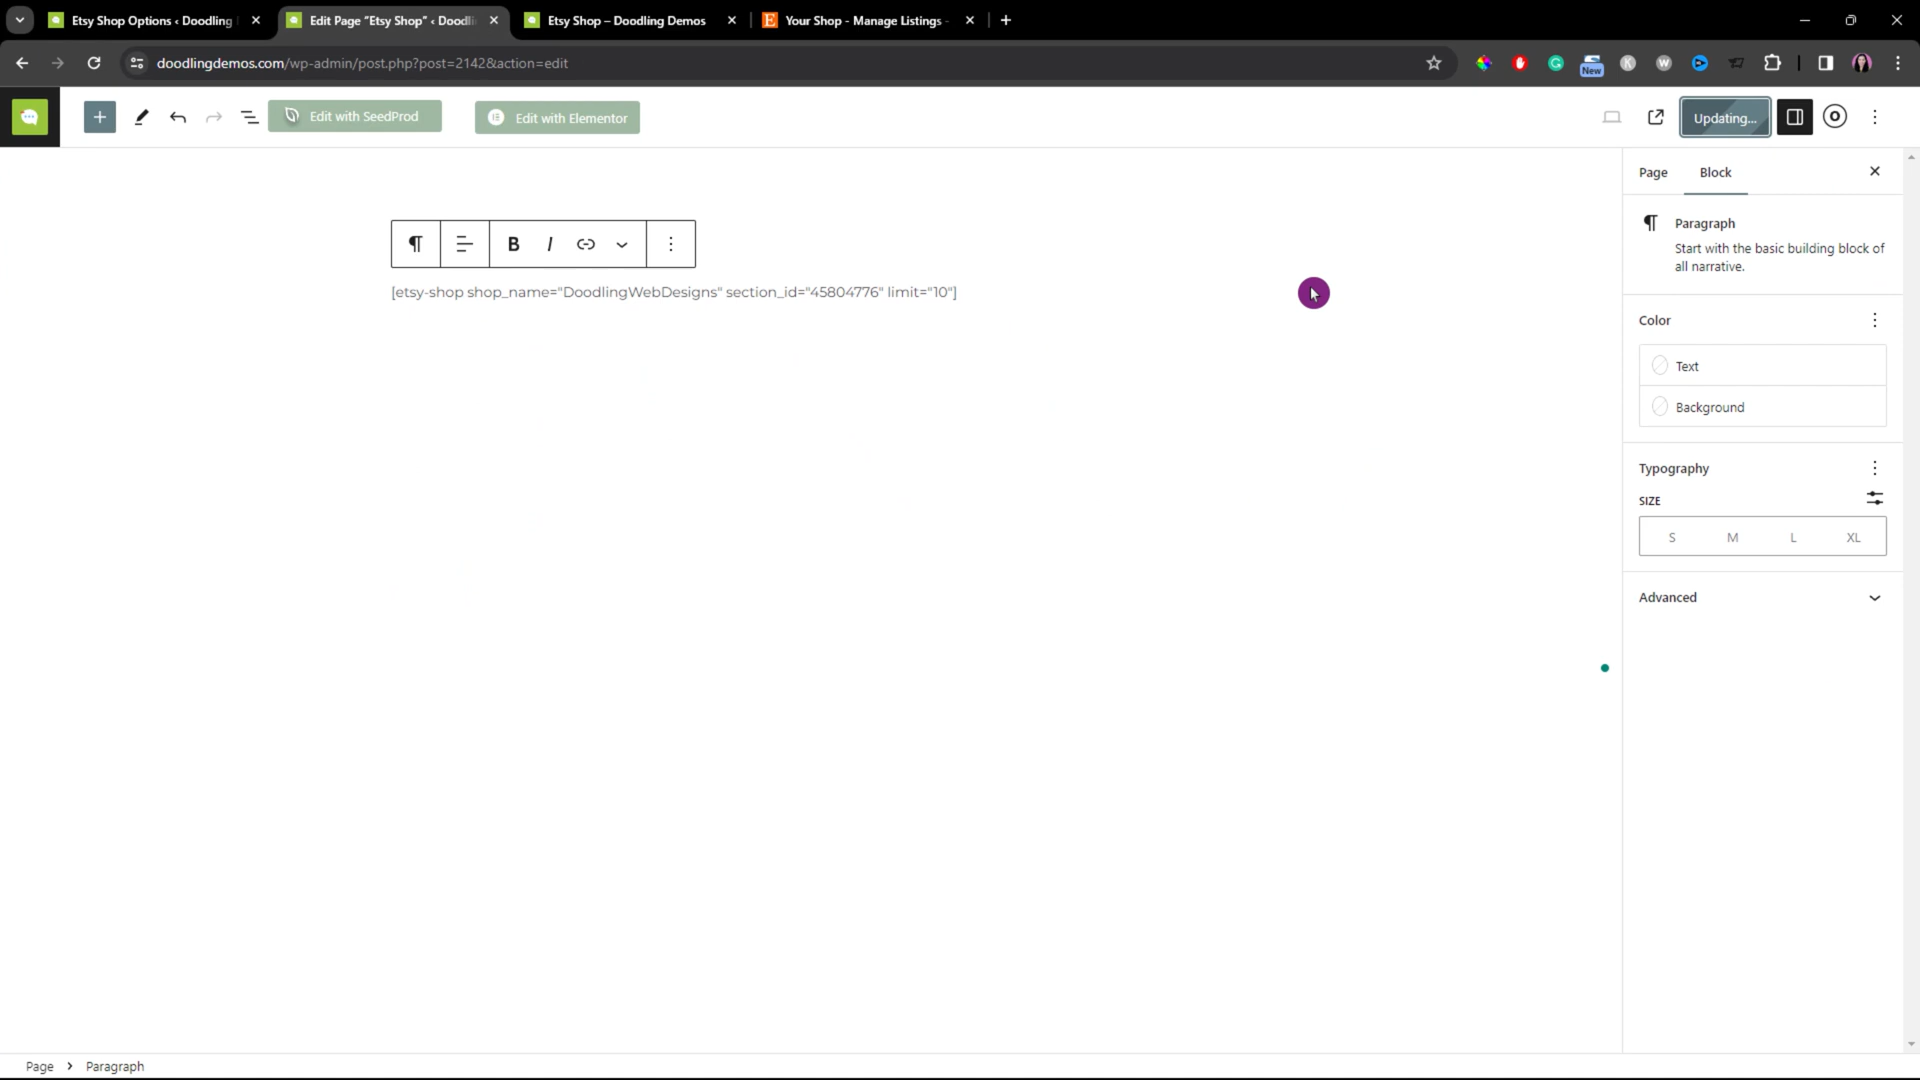 Etsy Shop Options ‹ Doodling
Edit Page “Etsy Shop” ‹ Doodli
Etsy Shop – Doodling Demos
Your Shop - Manage Listings -
doodlingdemos.com/wp-admin/post.php?post=2142&action=edit
New
Edit with SeedProd
Edit with Elementor
Updating...
Page
Block
Paragraph
Start with the basic building block of
all narrative.
B I
[etsy-shop shop_name="DoodlingWebDesigns" section_id="45804776" limit="10"]
Color
Text
Background
Typography
SIZE
S M L XL
Advanced
Page > Paragraph